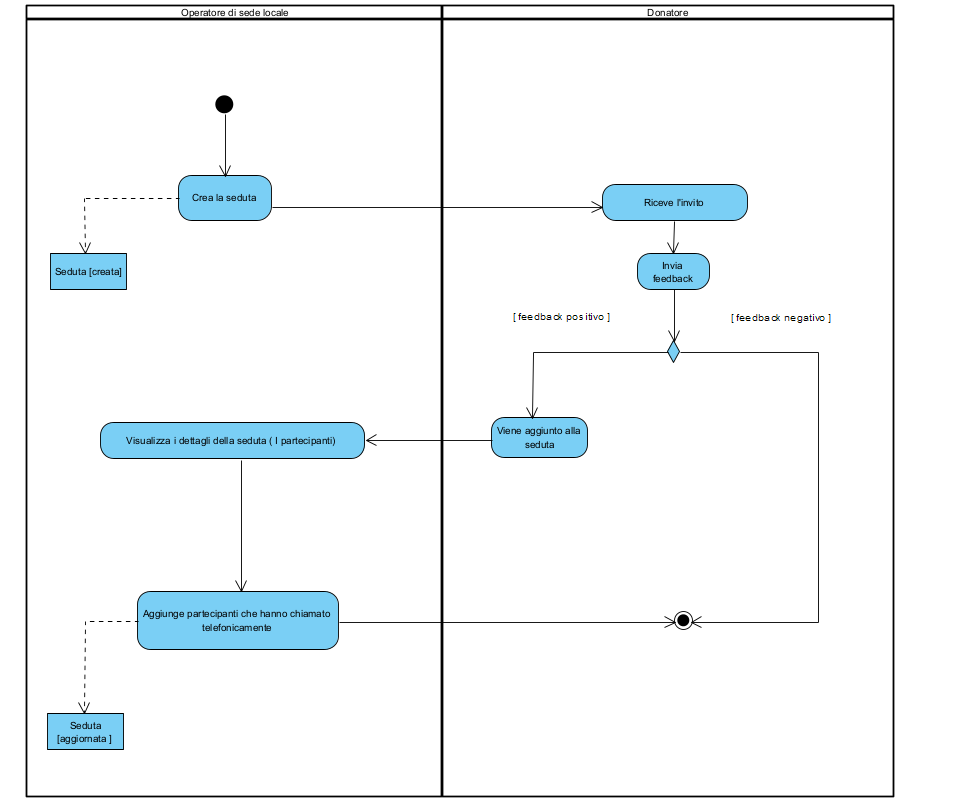 Operatore di sede locale
Donatore
Crea la seduta
Riceve l'invito
Seduta [creata]
Invia
feedback
[ feedback positivo ]
[ feedback negativo ]
Viene aggiunto alla
seduta
Visualizza i dettagli della seduta ( I partecipanti)
Aggiunge partecipanti che hanno chiamato
telefonicamente
Seduta
[aggiornata ]